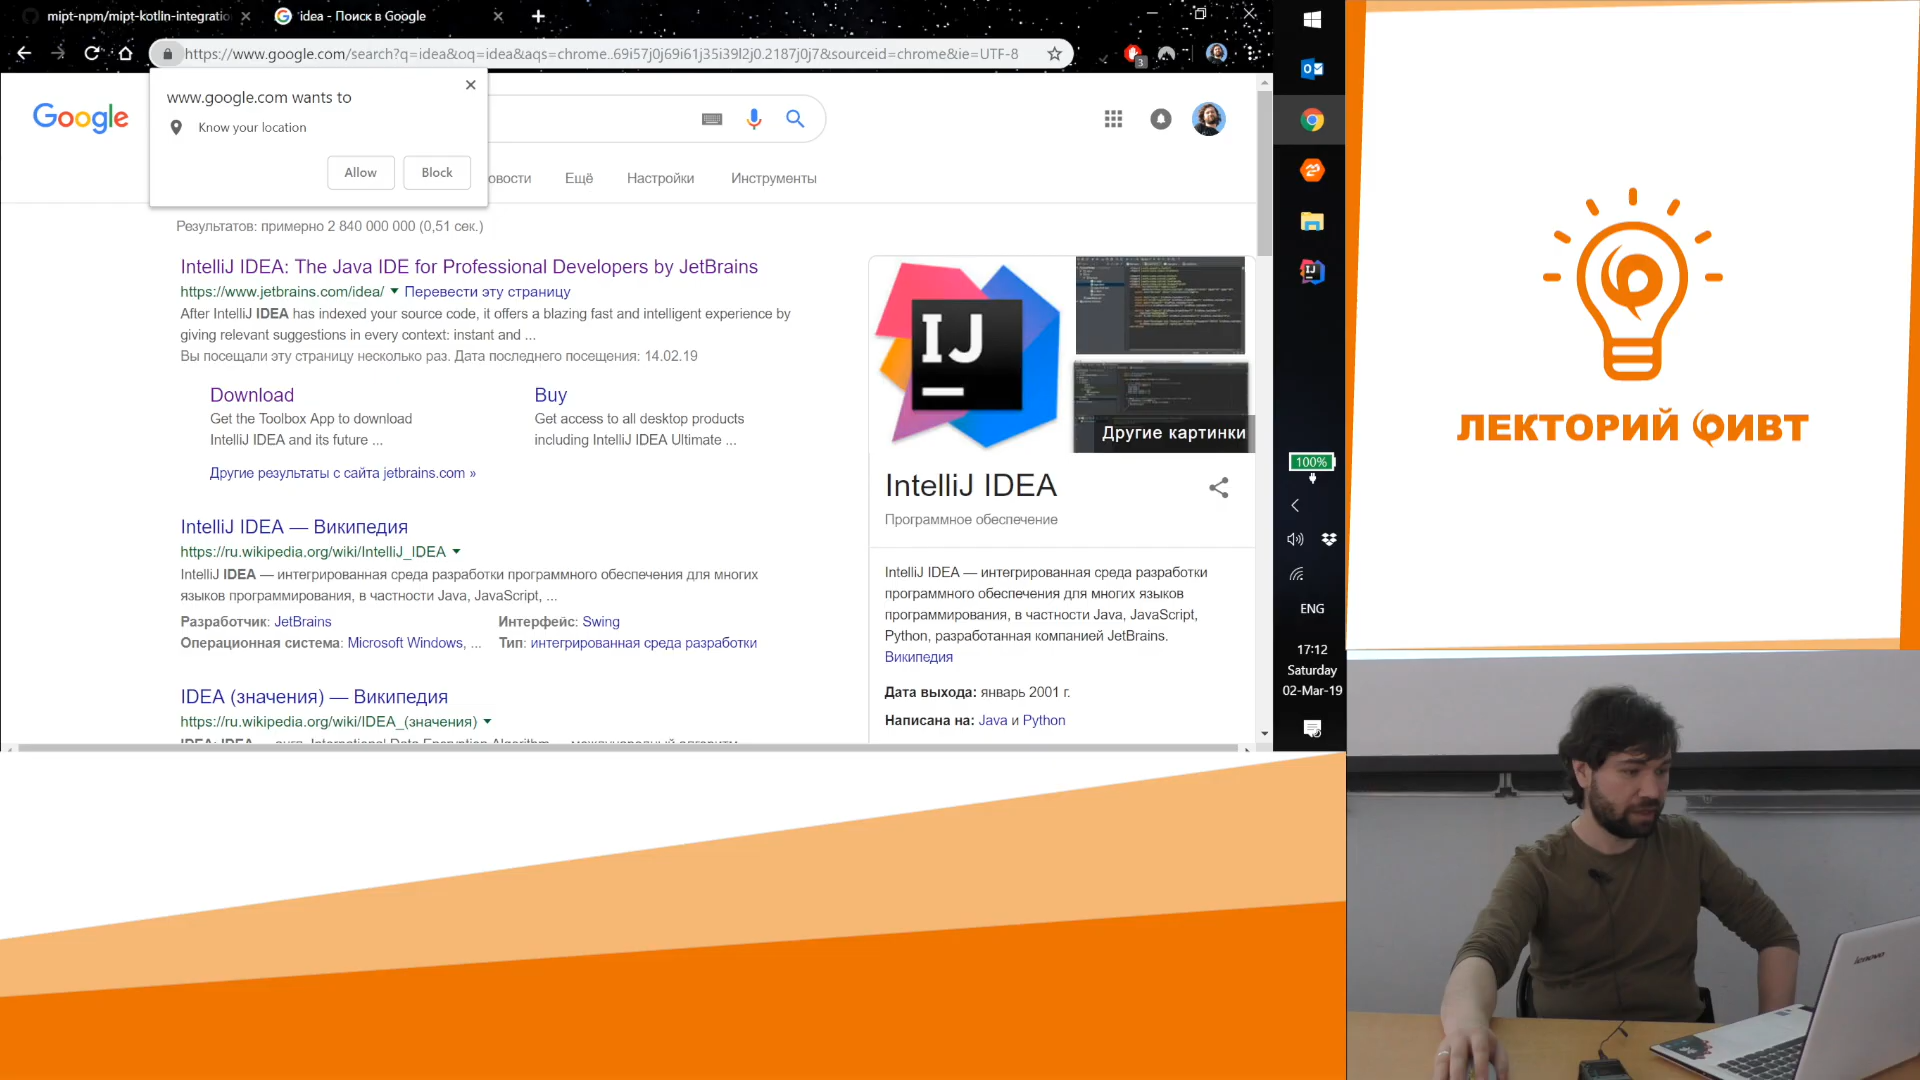 mipt-npm/mipt-kotlin-integratio
idea - Поиск в Google
https://www.google.com/search?q=idea&oq=idea&aqs=chrome..69i57j0j69i61j35i39l2j0.2187j0j7&sourceid=chrome&ie=UTF-8
3
www.google.com wants to
Know your location
Allow
Block
Google
овости
Ещё
Настройки
Инструменты
Результатов: примерно 2 840 000 000 (0,51 сек.)
IntelliJ IDEA: The Java IDE for Professional Developers by JetBrains
https://www.jetbrains.com/idea/
Перевести эту страницу
After IntelliJ IDEA has indexed your source code, it offers a blazing fast and intelligent experience by
giving relevant suggestions in every context: instant and ...
Вы посещали эту страницу несколько раз. Дата последнего посещения: 14.02.19
Download
Get the Toolbox App to download
IntelliJ IDEA and its future ...
Buy
Get access to all desktop products
including IntelliJ IDEA Ultimate ...
Другие результаты с сайта jetbrains.com »
IntelliJ IDEA — Википедия
https://ru.wikipedia.org/wiki/IntelliJ_IDEA
IntelliJ IDEA — интегрированная среда разработки программного обеспечения для многих
языков программирования, в частности Java, JavaScript, ...
Разработчик: JetBrains
Интерфейс: Swing
Операционная система: Microsoft Windows, ...
Тип: интегрированная среда разработки
IDEA (значения) — Википедия
https://ru.wikipedia.org/wiki/IDEA_(значения)
IJ
Другие картинки
IntelliJ IDEA
Программное обеспечение
IntelliJ IDEA — интегрированная среда разработки
программного обеспечения для многих языков
программирования, в частности Java, JavaScript,
Python, разработанная компанией JetBrains.
Википедия
Дата выхода: январь 2001 г.
Написана на: Java и Python
IJ
100%
ENG
17:12
Saturday
02-Mar-19
ЛЕКТОРИЙ ФИВТ
lenovo